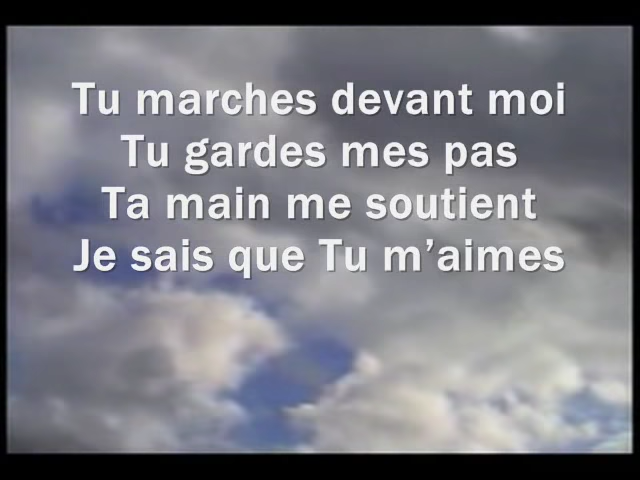 Tu marches devant moi
Tu gardes mes pas
Ta main me soutient
Je sais que Tu m’aimes